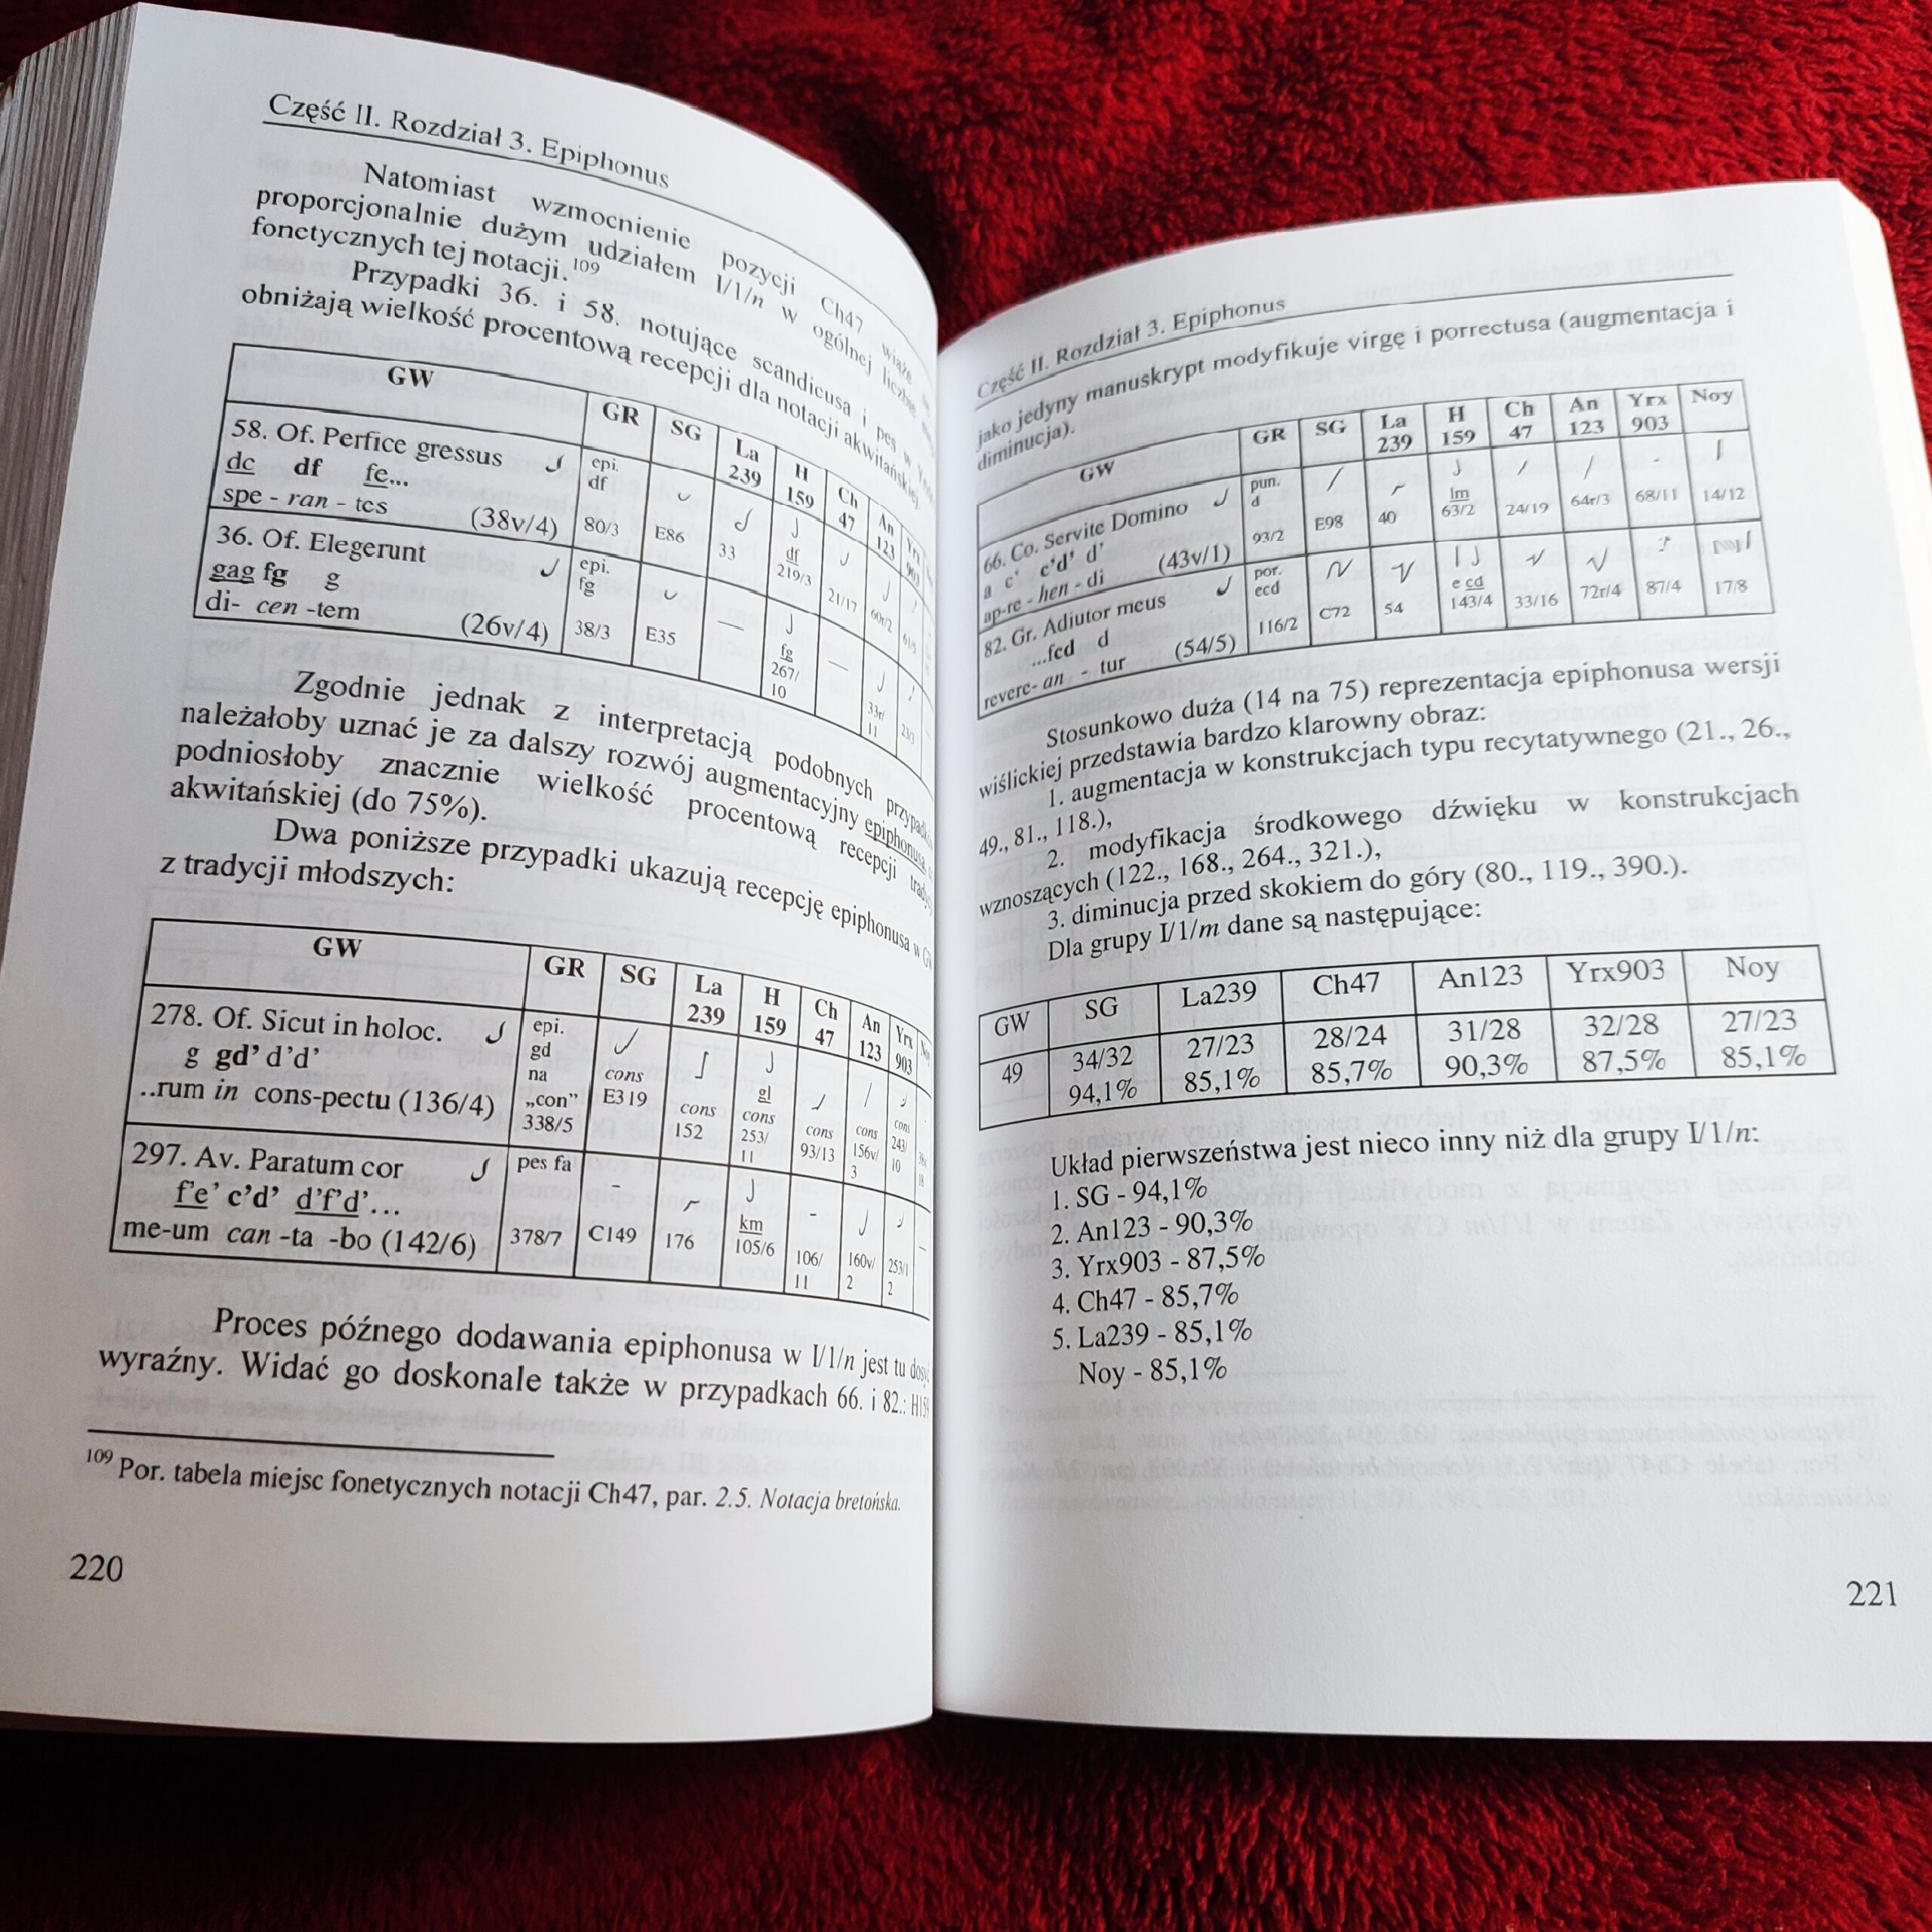 Część II. Rozdział 3. Epiphonus
Natomiast wzmocnienie pozycji Ch47 wiąże
proporcjonalnie dużym udziałem I/1/n w ogólnej liczbie
fonetycznych tej notacji.109
Przypadki 36. i 58. notujące scandicusa i pes w
obniżają wielkość procentową recepcji dla notacji akwitańskiej.
GW GR SG La 239 H 159 Ch 47 An 123
58. Of. Perfice gressus epi.
dc df fe... df
spe - ran - tes (38v/4) 80/3 E86 33 df 219/3 21/17 60r/2 61/5
36. Of. Elegerunt epi.
gag fg g fg
di- cen -tem (26v/4) 38/3 E35 — fg 267/10 — 33r/11
Zgodnie jednak z interpretacją podobnych
należałoby uznać je za dalszy rozwój augmentacyjny epiphonusa,
podniosłoby znacznie wielkość procentową recepcji
akwitańskiej (do 75%).
Dwa poniższe przypadki ukazują recepcję epiphonusa w
z tradycji młodszych:
GW GR SG La 239 H 159 Ch 47 An 123 Yrx 903
278. Of. Sicut in holoc. epi.
g gd’ d’d’ gd
na cons gl
..rum in cons-pectu (136/4) „con” E319 cons cons cons cons cons
338/5 152 253/11 93/13 156v/3 243/10
297. Av. Paratum cor pes fa
f’e’ c’d’ d’f’d’... km
me-um can -ta -bo (142/6) 378/7 C149 176 105/6 106/11 160v/2 253/12
Proces późnego dodawania epiphonusa w I/1/n jest tu dosyć
wyraźny. Widać go doskonale także w przypadkach 66. i 82.: H159
109 Por. tabela miejsc fonetycznych notacji Ch47, par. 2.5. Notacja bretońska.
220
Część II. Rozdział 3. Epiphonus
jako jedyny manuskrypt modyfikuje virgę i porrectusa (augmentacja i
diminucja).
GW GR SG La 239 H 159 Ch 47 An 123 Yrx 903 Noy
66. Co. Servite Domino pun.
a c’ c’d’ d’ d lm
ap-re - hen - di (43v/1) 93/2 E98 40 63/2 24/19 64r/3 68/11 14/12
82. Gr. Adiutor meus por.
...fed d ecd e cd
revere- an - tur (54/5) 116/2 C72 54 143/4 33/16 72r/4 87/4 17/8
Stosunkowo duża (14 na 75) reprezentacja epiphonusa wersji
wiślickiej przedstawia bardzo klarowny obraz:
1. augmentacja w konstrukcjach typu recytatywnego (21., 26.,
49., 81., 118.),
2. modyfikacja środkowego dźwięku w konstrukcjach
wznoszących (122., 168., 264., 321.),
3. diminucja przed skokiem do góry (80., 119., 390.).
Dla grupy I/1/m dane są następujące:
GW SG La239 Ch47 An123 Yrx903 Noy
49 34/32 27/23 28/24 31/28 32/28 27/23
94,1% 85,1% 85,7% 90,3% 87,5% 85,1%
Układ pierwszeństwa jest nieco inny niż dla grupy I/1/n:
1. SG - 94,1%
2. An123 - 90,3%
3. Yrx903 - 87,5%
4. Ch47 - 85,7%
5. La239 - 85,1%
Noy - 85,1%
221